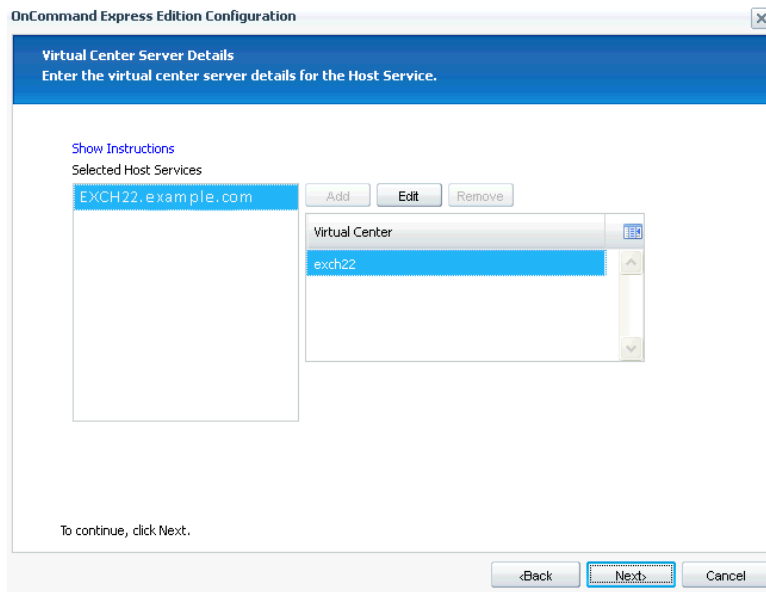 OnCommand Express Edition Configuration
Virtual Center Server Details
Enter the virtual center server details for the Host Service.
Show Instructions
Selected Host Services
EXCH22.example.com
Add Edit Remove
Virtual Center
exch22
To continue, click Next.
<Back Next> Cancel